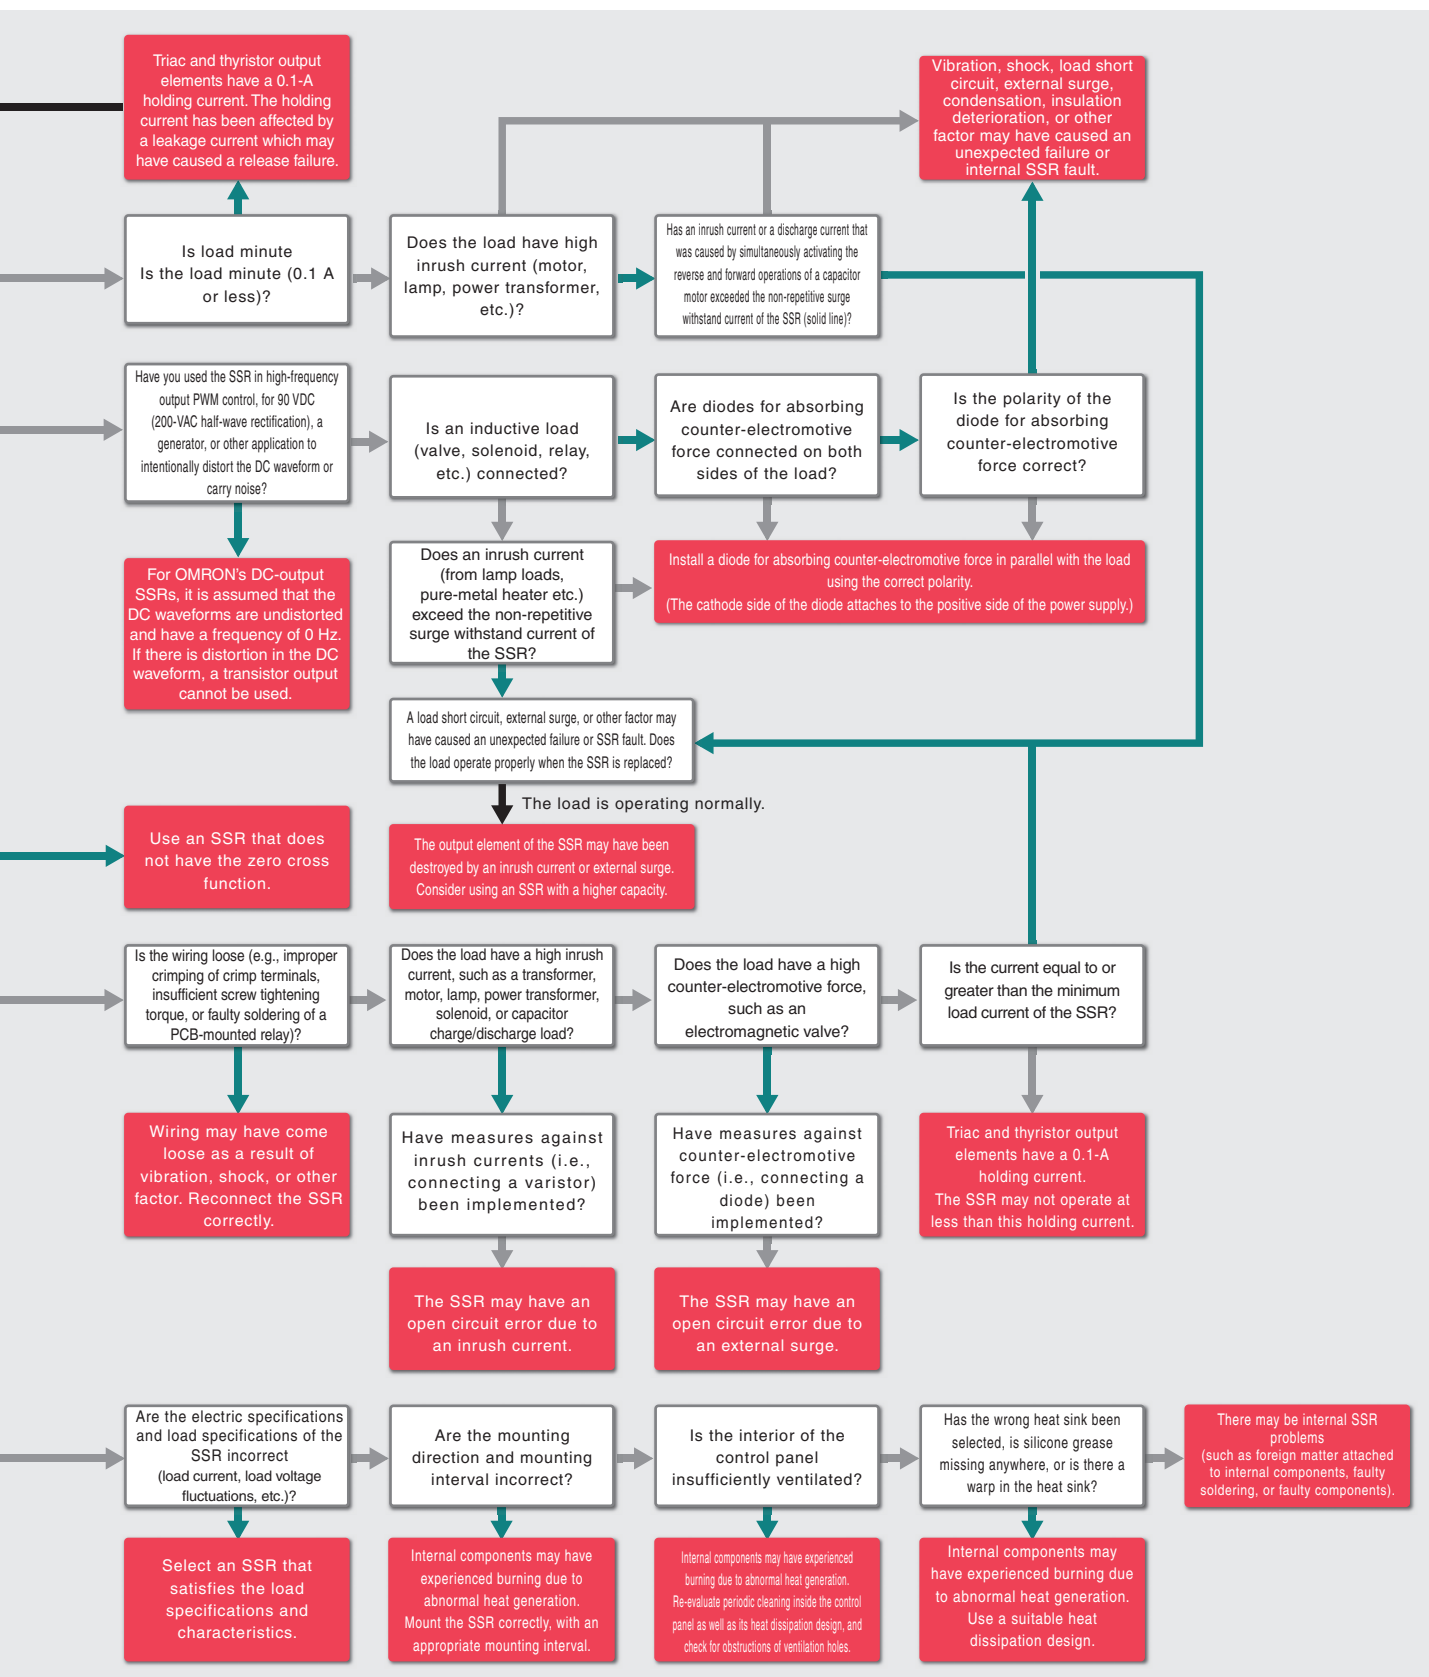 Triac and thyristor output
elements have a 0.1-A
holding current. The holding
current has been affected by
a leakage current which may
have caused a release failure.
Vibration, shock, load short
circuit, external surge,
condensation, insulation
deterioration, or other
factor may have caused an
unexpected failure or
internal SSR fault.
Is load minute
Is the load minute (0.1 A
or less)?
Does the load have high
inrush current (motor,
lamp, power transformer,
etc.)?
Has an inrush current or a discharge current that
was caused by simultaneously activating the
reverse and forward operations of a capacitor
motor exceeded the non-repetitive surge
withstand current of the SSR (solid line)?
Have you used the SSR in high-frequency
output PWM control, for 90 VDC
(200-VAC half-wave rectification), a
generator, or other application to
intentionally distort the DC waveform or
carry noise?
Is an inductive load
(valve, solenoid, relay,
etc.) connected?
Are diodes for absorbing
counter-electromotive
force connected on both
sides of the load?
Is the polarity of the
diode for absorbing
counter-electromotive
force correct?
For OMRON's DC-output
SSRs, it is assumed that the
DC waveforms are undistorted
and have a frequency of 0 Hz.
If there is distortion in the DC
waveform, a transistor output
cannot be used.
Does an inrush current
(from lamp loads,
pure-metal heater etc.)
exceed the non-repetitive
surge withstand current of
the SSR?
Install a diode for absorbing counter-electromotive force in parallel with the load
using the correct polarity.
(The cathode side of the diode attaches to the positive side of the power supply.)
A load short circuit, external surge, or other factor may
have caused an unexpected failure or SSR fault. Does
the load operate properly when the SSR is replaced?
The load is operating normally.
Use an SSR that does
not have the zero cross
function.
The output element of the SSR may have been
destroyed by an inrush current or external surge.
Consider using an SSR with a higher capacity.
Is the wiring loose (e.g., improper
crimping of crimp terminals,
insufficient screw tightening
torque, or faulty soldering of a
PCB-mounted relay)?
Does the load have a high inrush
current, such as a transformer,
motor, lamp, power transformer,
solenoid, or capacitor
charge/discharge load?
Does the load have a high
counter-electromotive force,
such as an
electromagnetic valve?
Is the current equal to or
greater than the minimum
load current of the SSR?
Wiring may have come
loose as a result of
vibration, shock, or other
factor. Reconnect the SSR
correctly.
Have measures against
inrush currents (i.e.,
connecting a varistor)
been implemented?
Have measures against
counter-electromotive
force (i.e., connecting a
diode) been
implemented?
Triac and thyristor output
elements have a 0.1-A
holding current.
The SSR may not operate at
less than this holding current.
The SSR may have an
open circuit error due to
an inrush current.
The SSR may have an
open circuit error due to
an external surge.
Are the electric specifications
and load specifications of the
SSR incorrect
(load current, load voltage
fluctuations, etc.)?
Are the mounting
direction and mounting
interval incorrect?
Is the interior of the
control panel
insufficiently ventilated?
Has the wrong heat sink been
selected, is silicone grease
missing anywhere, or is there a
warp in the heat sink?
There may be internal SSR
problems
(such as foreign matter attached
to internal components, faulty
soldering, or faulty components).
Select an SSR that
satisfies the load
specifications and
characteristics.
Internal components may have
experienced burning due to
abnormal heat generation.
Mount the SSR correctly, with an
appropriate mounting interval.
Internal components may have experienced
burning due to abnormal heat generation.
Re-evaluate periodic cleaning inside the control
panel as well as its heat dissipation design, and
check for obstructions of ventilation holes.
Internal components may
have experienced burning due
to abnormal heat generation.
Use a suitable heat
dissipation design.